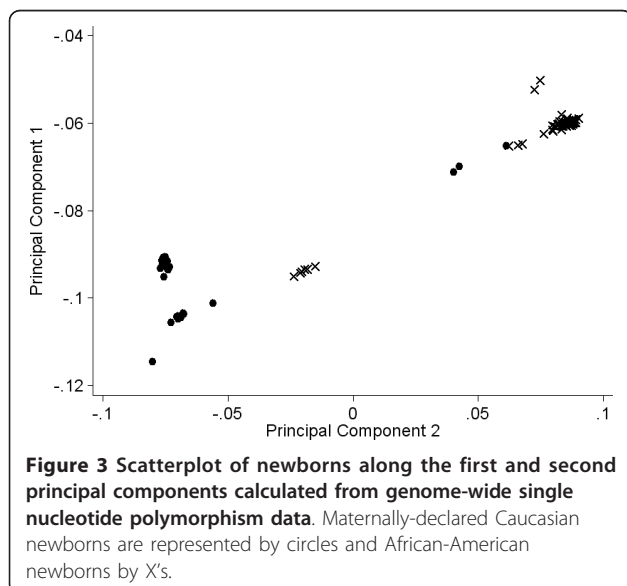 -.04
-.06
-.08
-.1
-.12
Principal Component 1
-.1
-.05
0
.05
.1
Principal Component 2
Figure 3 Scatterplot of newborns along the first and second
principal components calculated from genome-wide single
nucleotide polymorphism data. Maternally-declared Caucasian
newborns are represented by circles and African-American
newborns by X's.